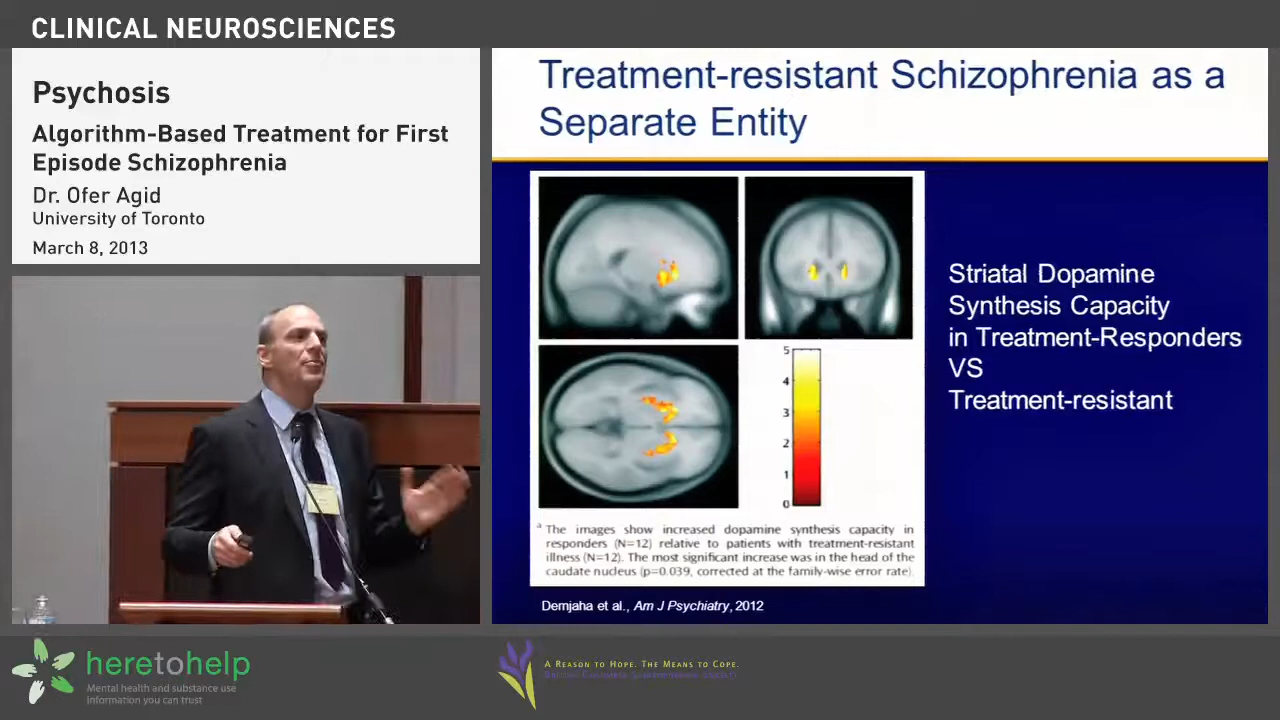 CLINICAL NEUROSCIENCES
Psychosis
Algorithm-Based Treatment for First
Episode Schizophrenia
Dr. Ofer Agid
University of Toronto
March 8, 2013
Treatment-resistant Schizophrenia as a
Separate Entity
5
4
3
2
1
0
Striatal Dopamine
Synthesis Capacity
in Treatment-Responders
VS
Treatment-resistant
a The images show increased dopamine synthesis capacity in
responders (N=12) relative to patients with treatment-resistant
illness (N=12). The most significant increase was in the head of the
caudate nucleus (p=0.039, corrected at the family-wise error rate).
Demjaha et al., Am J Psychiatry, 2012
heretohelp
Mental health and substance use
information you can trust
A REASON TO HOPE. THE MEANS TO COPE.
BRITISH COLUMBIA SCHIZOPHRENIA SOCIETY